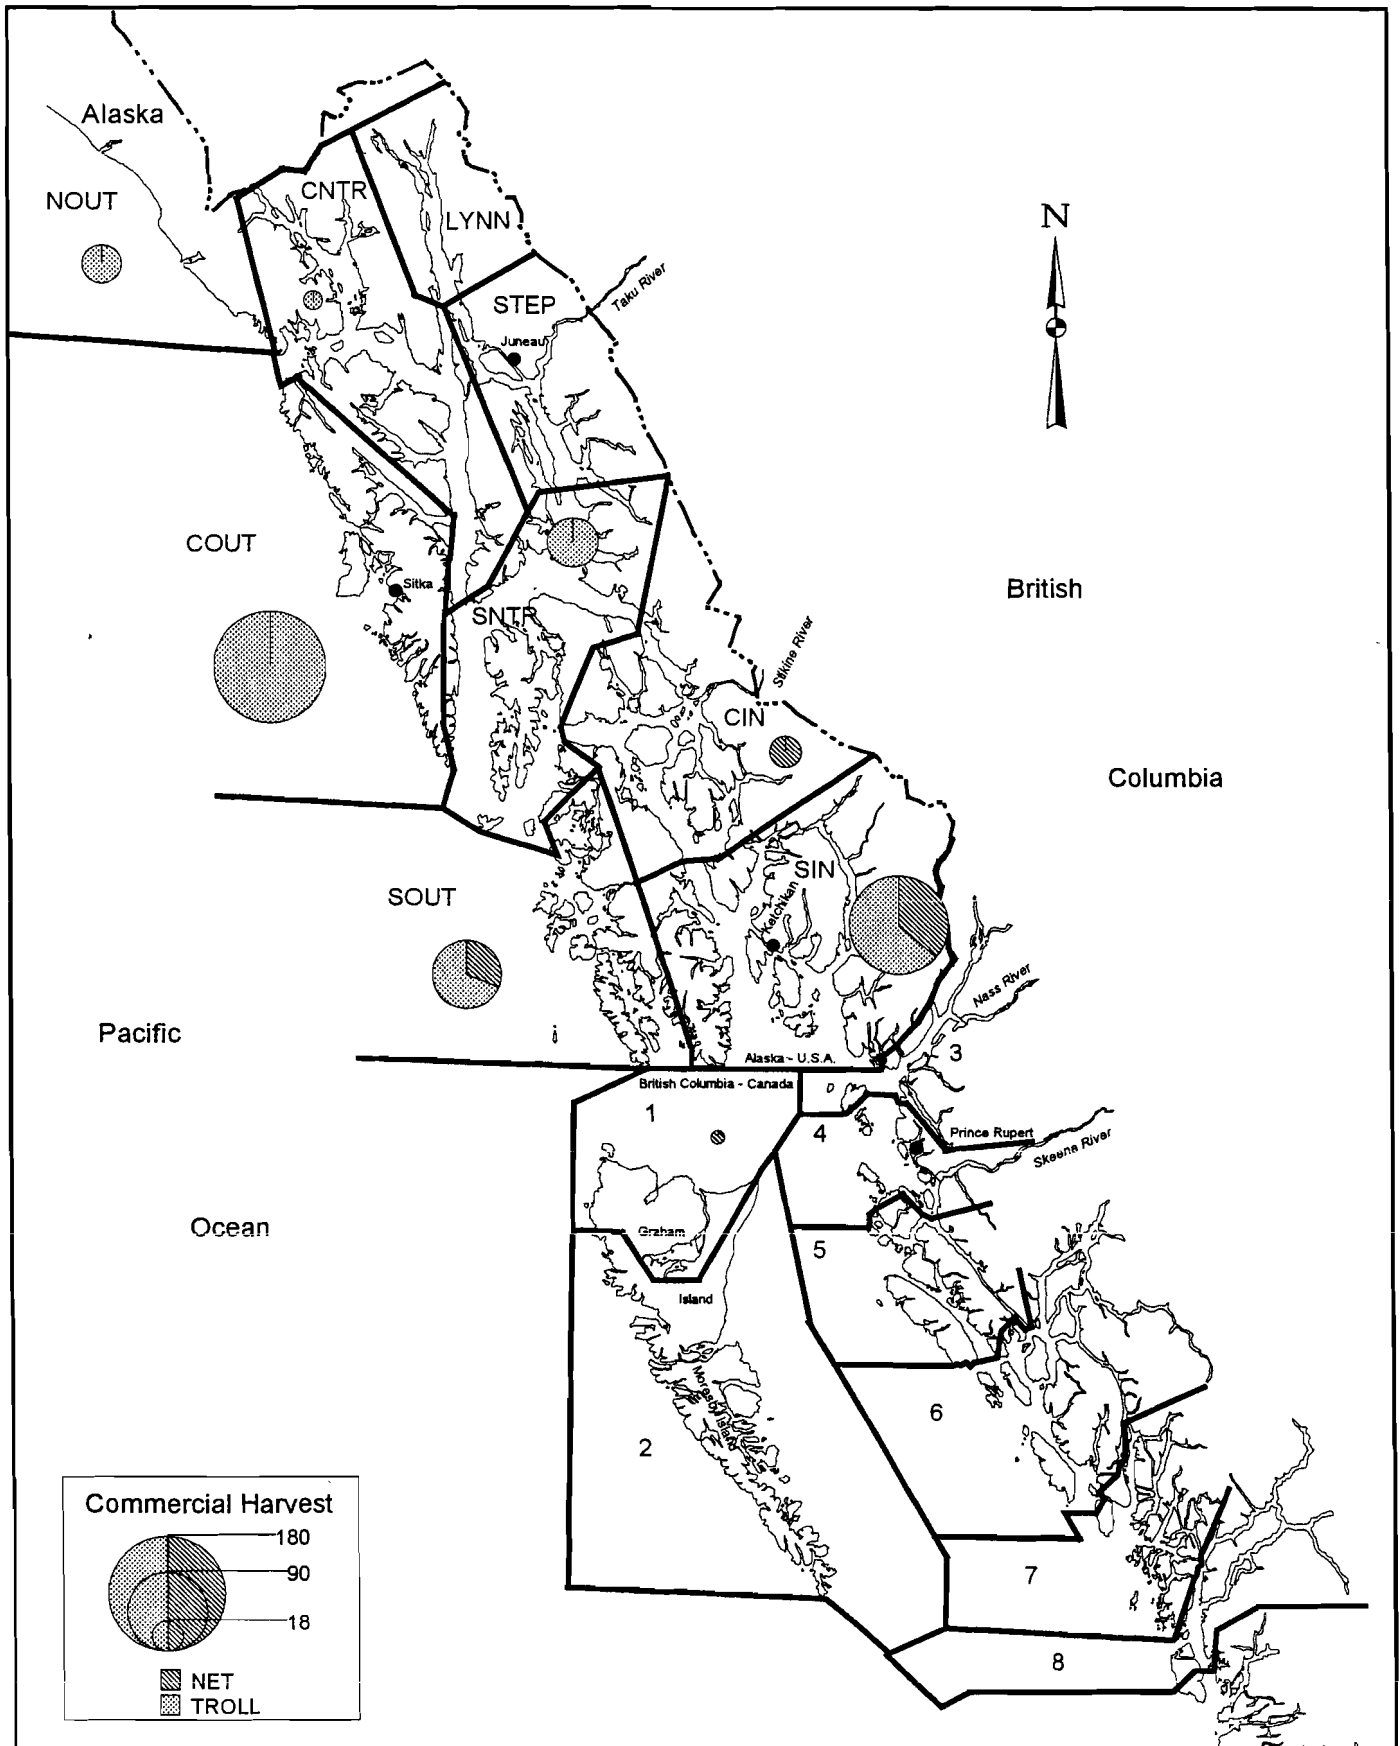 Alaska
NOUT
CNTR
LYNN
N
STEP
Taku River
Juneau
COUT
Sitka
SNTR
British
Stikine River
CIN
Columbia
SIN
SOUT
Ketchikan
Nass River
Pacific
3
Alaska - U.S.A.
British Columbia - Canada
1
4
Prince Rupert
Skeena River
Ocean
Graham
5
Island
Moresby Island
6
2
Commercial Harvest
180
90
18
NET
TROLL
7
8